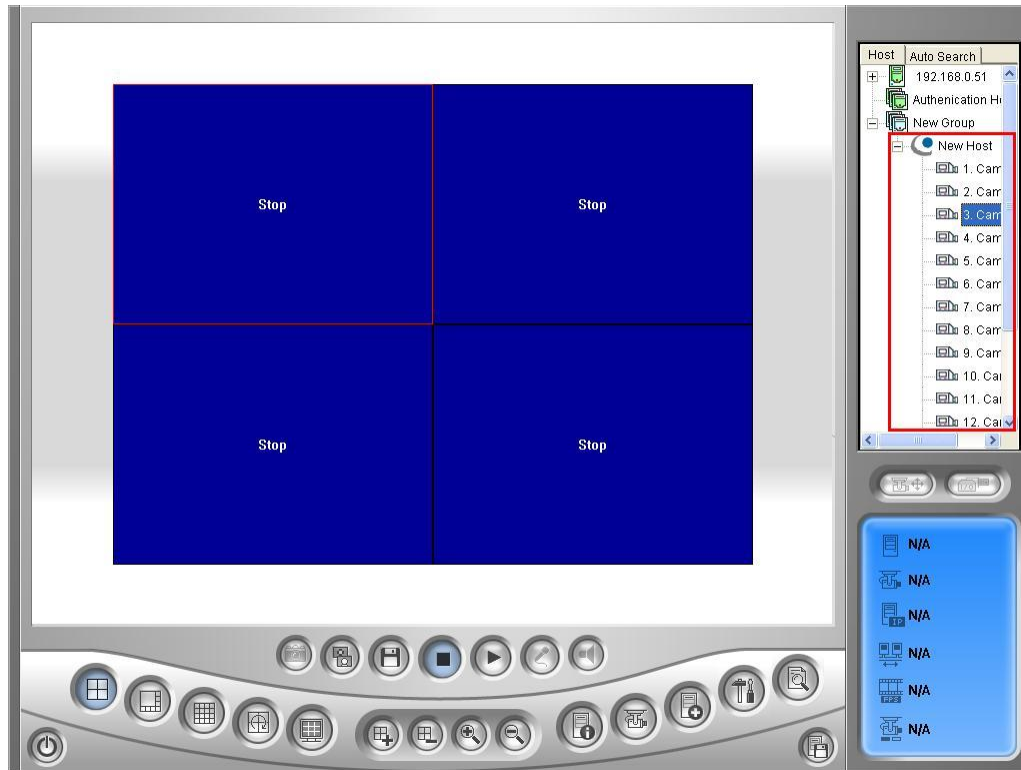 Host Auto Search
192.168.0.51
Authenication H
New Group
New Host
1. Cam
2. Cam
3. Cam
4. Cam
5. Cam
6. Cam
7. Cam
8. Cam
9. Cam
10. Ca
11. Ca
12. Ca
Stop Stop
Stop Stop
N/A
N/A
IP N/A
N/A
FPS N/A
N/A